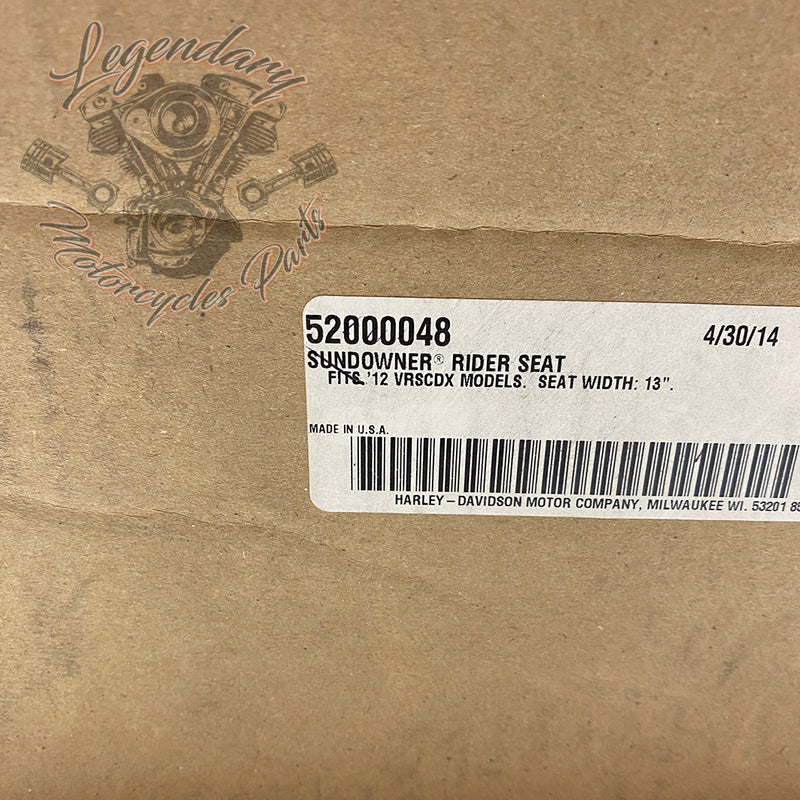 Legendary
Motorcycles Parts
52000048 4/30/14
SUNDOWNER® RIDER SEAT
FITS '12 VRSCDX MODELS. SEAT WIDTH: 13".
MADE IN U.S.A.
HARLEY-DAVIDSON MOTOR COMPANY, MILWAUKEE WI. 53201